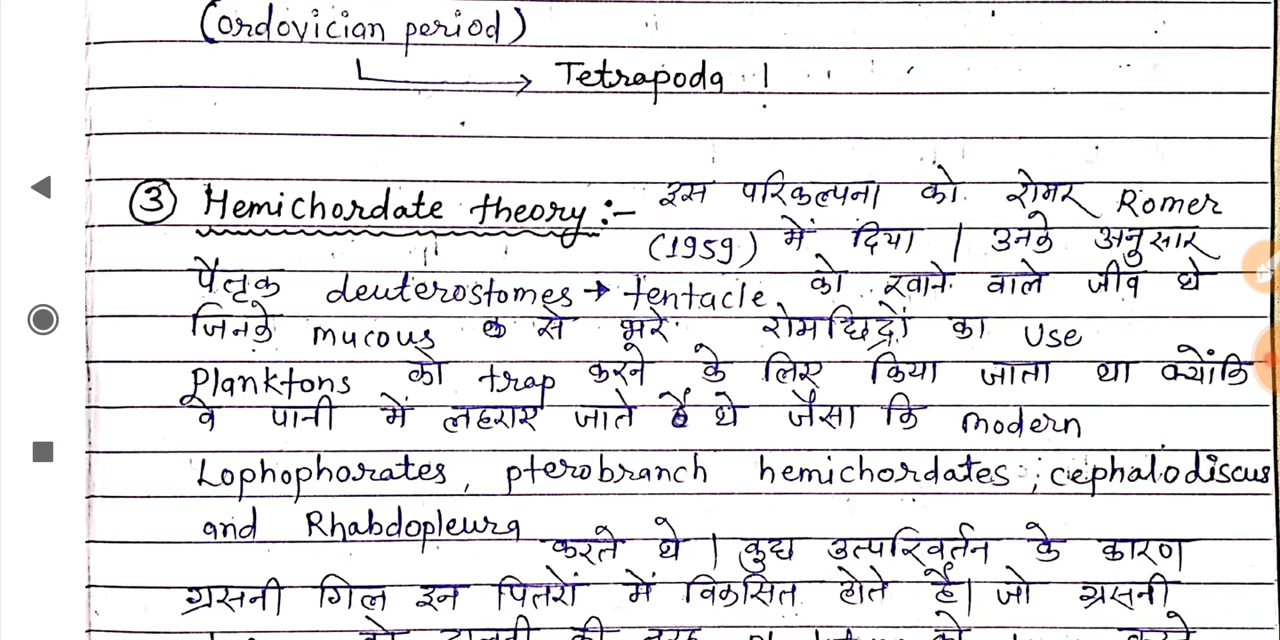 (Ordovician period)
Tetrapoda ।
③ Hemichordate theory :- इस परिकल्पना को रोमर Romer
(1959) में दिया । उनके अनुसार
पैतृक deuterostomes → tentacle को खाने वाले जीव थे
जिनके mucous से भरे रोमछिद्रों का use
Planktons को trap करने के लिए किया जाता था क्योंकि
वे पानी में लहराए जाते थे जैसा कि modern
Lophophorates, pterobranch hemichordates; cephalodiscus
and Rhabdopleura करते थे । कुछ उत्परिवर्तन के कारण
ग्रसनी गिल इन पितरों में विकसित होते हैं। जो ग्रसनी